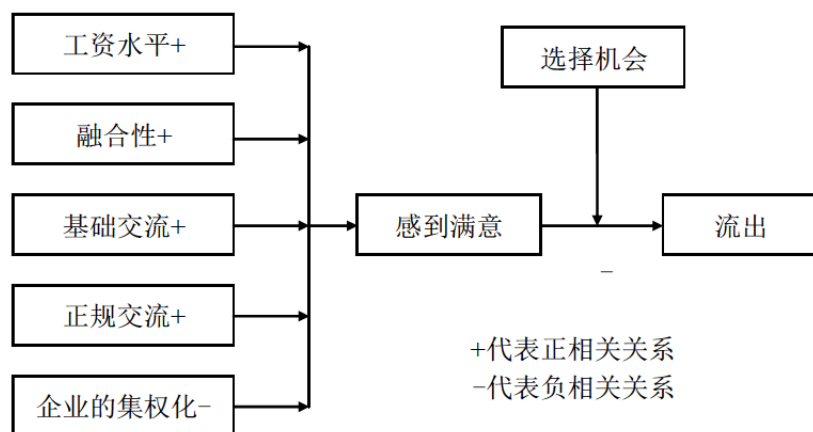 工资水平+
选择机会
融合性+
基础交流+
感到满意
流出
−
正规交流+
+代表正相关关系
−代表负相关关系
企业的集权化−